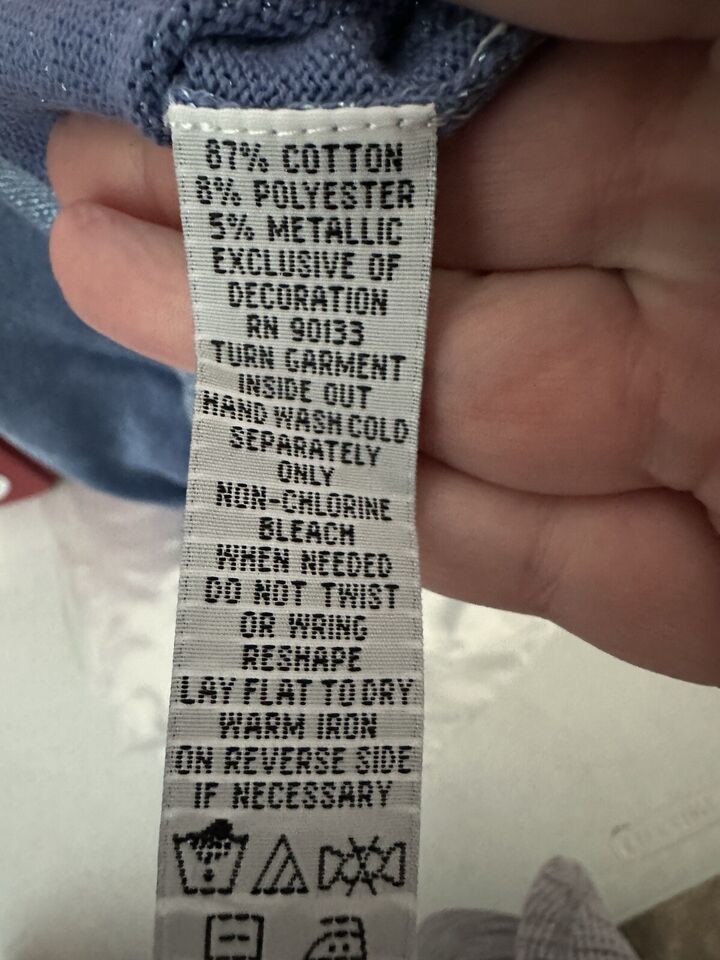 87% COTTON
8% POLYESTER
5% METALLIC
EXCLUSIVE OF
DECORATION
RN 90133
TURN GARMENT
INSIDE OUT
HAND WASH COLD
SEPARATELY
ONLY
NON-CHLORINE
BLEACH
WHEN NEEDED
DO NOT TWIST
OR WRING
RESHAPE
LAY FLAT TO DRY
WARM IRON
ON REVERSE SIDE
IF NECESSARY